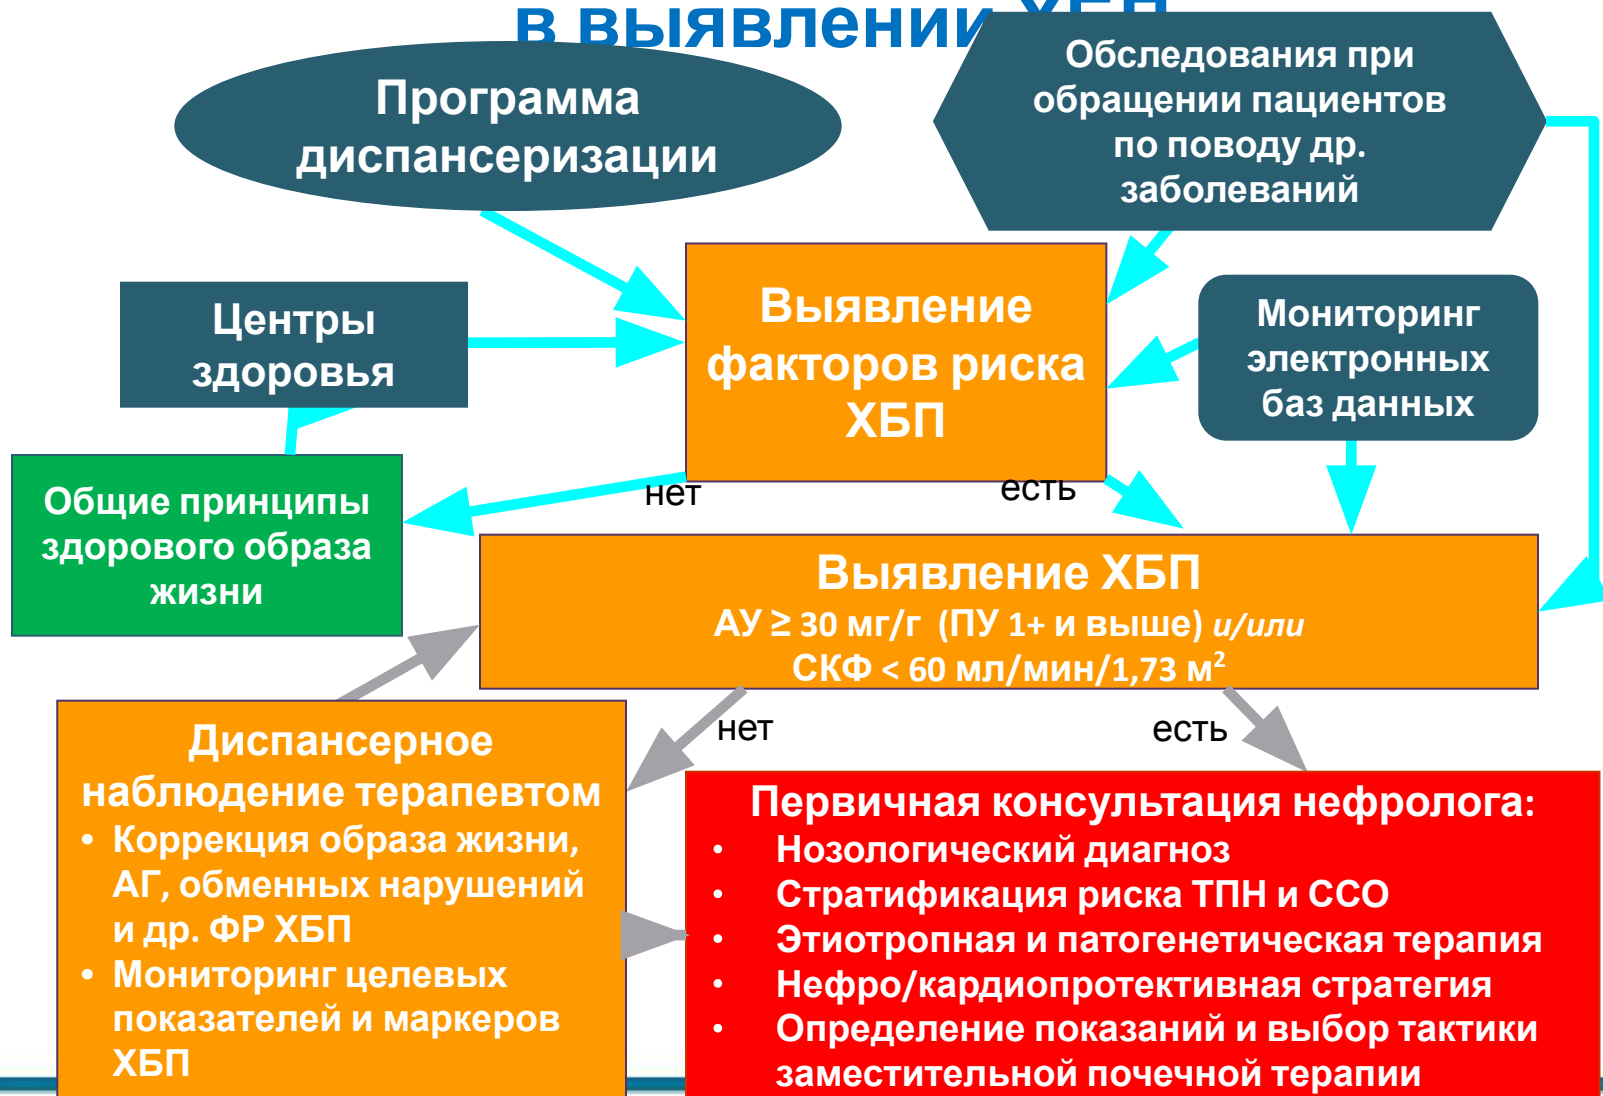 в выявлении ХБП
Программа
диспансеризации
Обследования при
обращении пациентов
по поводу др.
заболеваний
Центры
здоровья
Выявление
факторов риска
ХБП
Мониторинг
электронных
баз данных
нет
есть
Общие принципы
здорового образа
жизни
Выявление ХБП
АУ ≥ 30 мг/г (ПУ 1+ и выше) и/или
СКФ < 60 мл/мин/1,73 м²
нет
есть
Диспансерное
наблюдение терапевтом
• Коррекция образа жизни,
АГ, обменных нарушений
и др. ФР ХБП
• Мониторинг целевых
показателей и маркеров
ХБП
Первичная консультация нефролога:
• Нозологический диагноз
• Стратификация риска ТПН и ССО
• Этиотропная и патогенетическая терапия
• Нефро/кардиопротективная стратегия
• Определение показаний и выбор тактики
заместительной почечной терапии